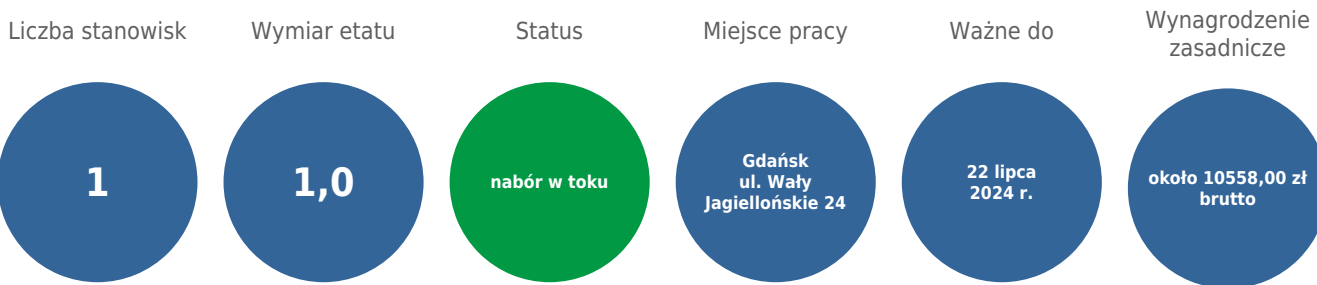 Liczba stanowisk
Wymiar etatu
Status
Miejsce pracy
Ważne do
Wynagrodzenie
zasadnicze
1
1,0
nabór w toku
Gdańsk
ul. Wały
Jagiellońskie 24
22 lipca
2024 r.
około 10558,00 zł
brutto